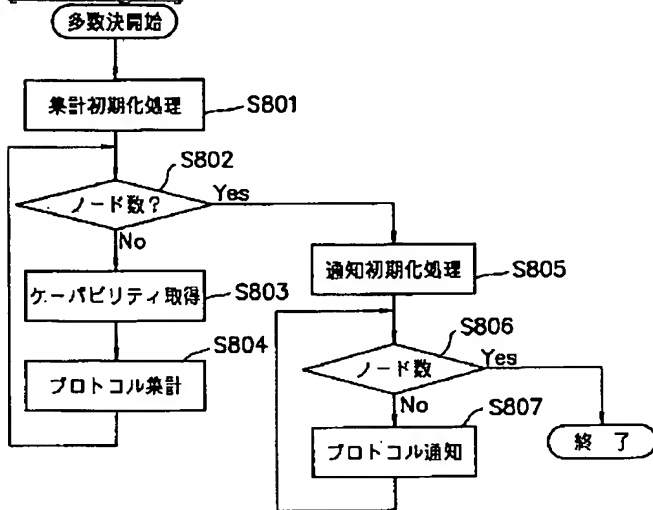 多数決開始
集計初期化処理
S801
S802
ノード数?
Yes
No
ケーパビリティ取得
S803
S804
プロトコル集計
通知初期化処理
S805
S806
ノード数
Yes
No
S807
プロトコル通知
終 了